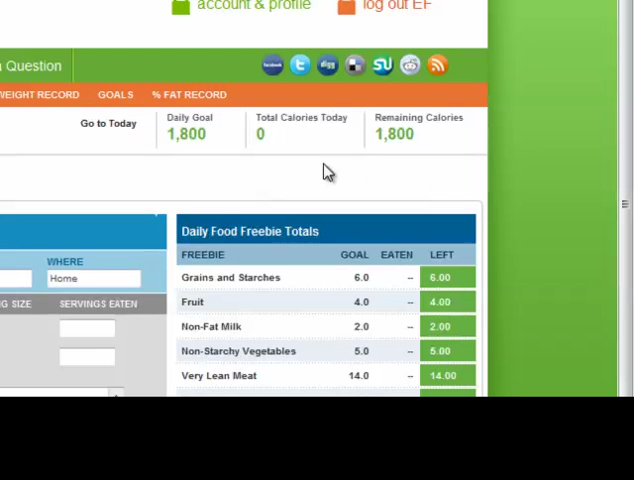 account & profile
log out EF
Question
WEIGHT RECORD GOALS % FAT RECORD
Go to Today
Daily Goal
1,800
Total Calories Today
0
Remaining Calories
1,800
WHERE
Home
SIZE SERVINGS EATEN
Daily Food Freebie Totals
FREEBIE GOAL EATEN LEFT
Grains and Starches 6.0 -- 6.00
Fruit 4.0 -- 4.00
Non-Fat Milk 2.0 -- 2.00
Non-Starchy Vegetables 5.0 -- 5.00
Very Lean Meat 14.0 -- 14.00